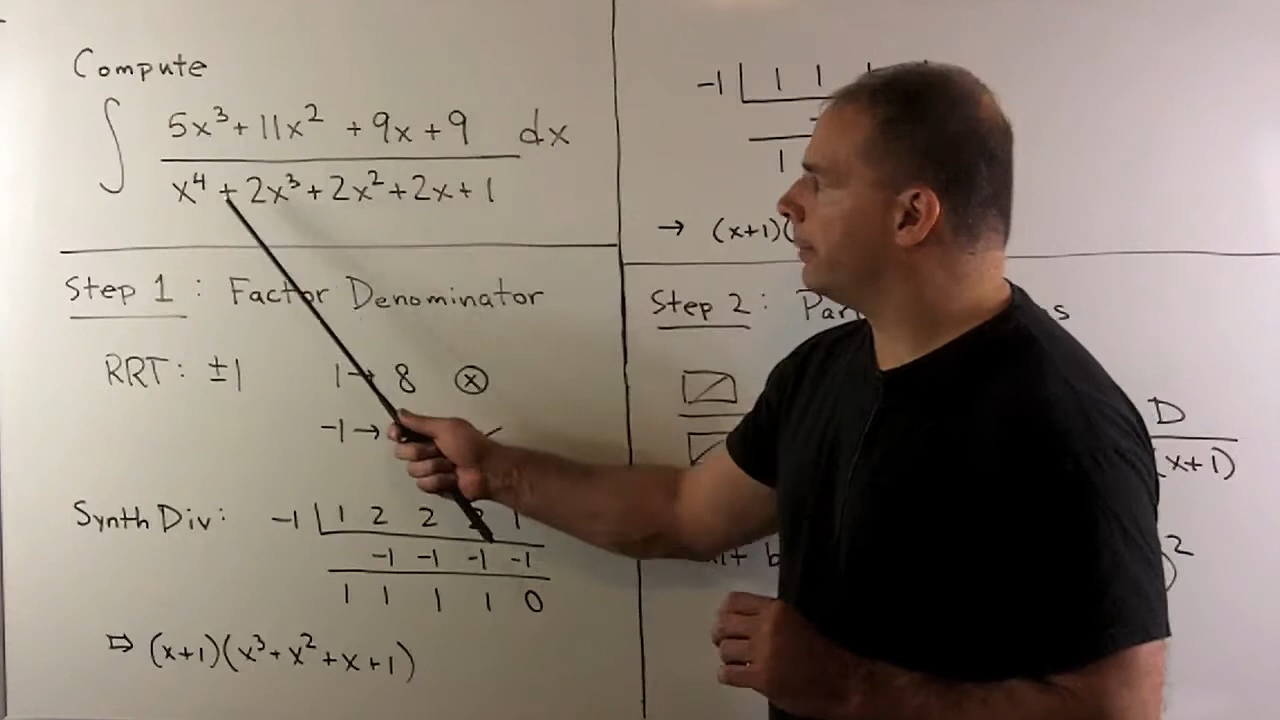 Compute
∫ 5x³ + 11x² + 9x + 9 dx
x⁴ + 2x³ + 2x² + 2x + 1
Step 1 : Factor Denominator
RRT: ±1 1→ 8 ⊗
-1→
Synth Div: -1 | 1 2 2 2 1
-1 -1 -1 -1
1 1 1 1 0
⇒ (x+1)(x³+x²+x+1)
-1 | 1 1
1
→ (x+1)(
Step 2 :
D
(x+1)